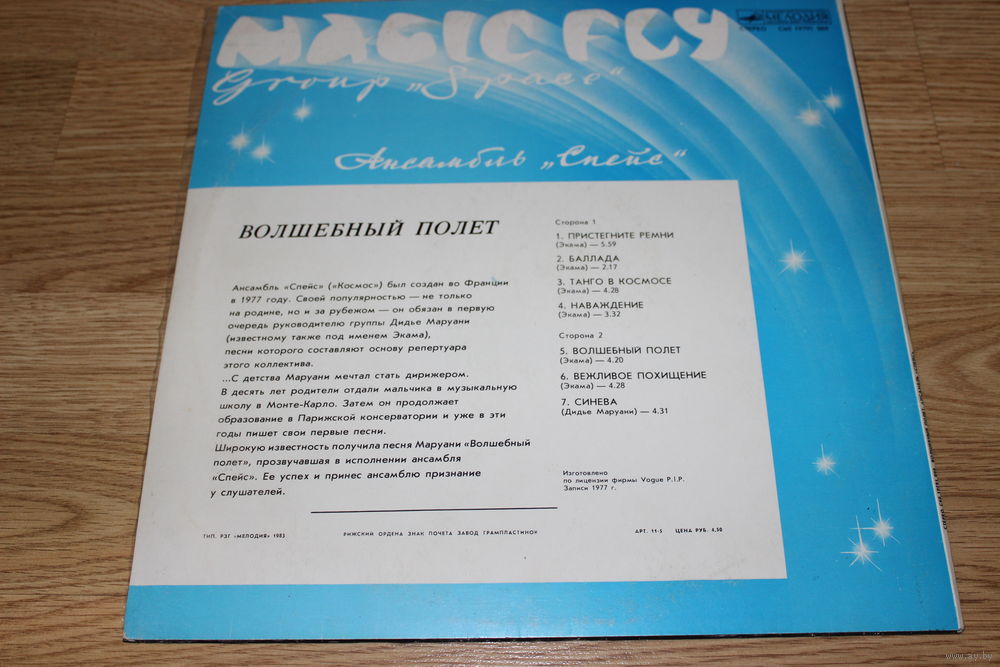 MAGIC FLY
МЕЛОДИЯ
СТЕРЕО
Group „Space“
Ансамбль „Спейс“
ВОЛШЕБНЫЙ ПОЛЕТ
Ансамбль «Спейс» («Космос») был создан во Франции
в 1977 году. Своей популярностью — не только
на родине, но и за рубежом — он обязан в первую
очередь руководителю группы Дидье Маруани
(известному также под именем Экама),
песни которого составляют основу репертуара
этого коллектива.
...С детства Маруани мечтал стать дирижером.
В десять лет родители отдали мальчика в музыкальную
школу в Монте-Карло. Затем он продолжает
образование в Парижской консерватории и уже в эти
годы пишет свои первые песни.
Широкую известность получила песня Маруани «Волшебный
полет», прозвучавшая в исполнении ансамбля
«Спейс». Ее успех и принес ансамблю признание
у слушателей.
Сторона 1
1. ПРИСТЕГНИТЕ РЕМНИ
(Экама) — 5.59
2. БАЛЛАДА
(Экама) — 2.17
3. ТАНГО В КОСМОСЕ
(Экама) — 4.28
4. НАВАЖДЕНИЕ
(Экама) — 3.32
Сторона 2
5. ВОЛШЕБНЫЙ ПОЛЕТ
(Экама) — 4.20
6. ВЕЖЛИВОЕ ПОХИЩЕНИЕ
(Экама) — 4.28
7. СИНЕВА
(Дидье Маруани) — 4.31
Изготовлено
по лицензии фирмы Vogue P.I.P.
Записи 1977 г.
ТИП. РЗГ «МЕЛОДИЯ» 1983
РИЖСКИЙ ОРДЕНА ЗНАК ПОЧЕТА ЗАВОД ГРАМПЛАСТИНОК
АРТ. 11-5 ЦЕНА РУБ. 4,50
www.ay.by